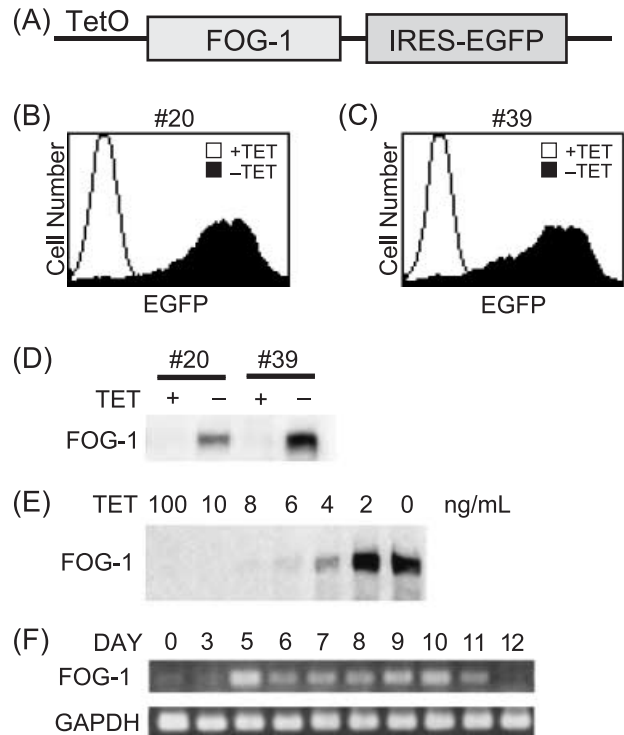 (A) TetO FOG-1 IRES-EGFP
(B) #20
+TET
–TET
Cell Number
EGFP
(C) #39
+TET
–TET
Cell Number
EGFP
(D) #20 #39
TET + – + –
FOG-1
(E) TET 100 10 8 6 4 2 0 ng/mL
FOG-1
(F) DAY 0 3 5 6 7 8 9 10 11 12
FOG-1
GAPDH